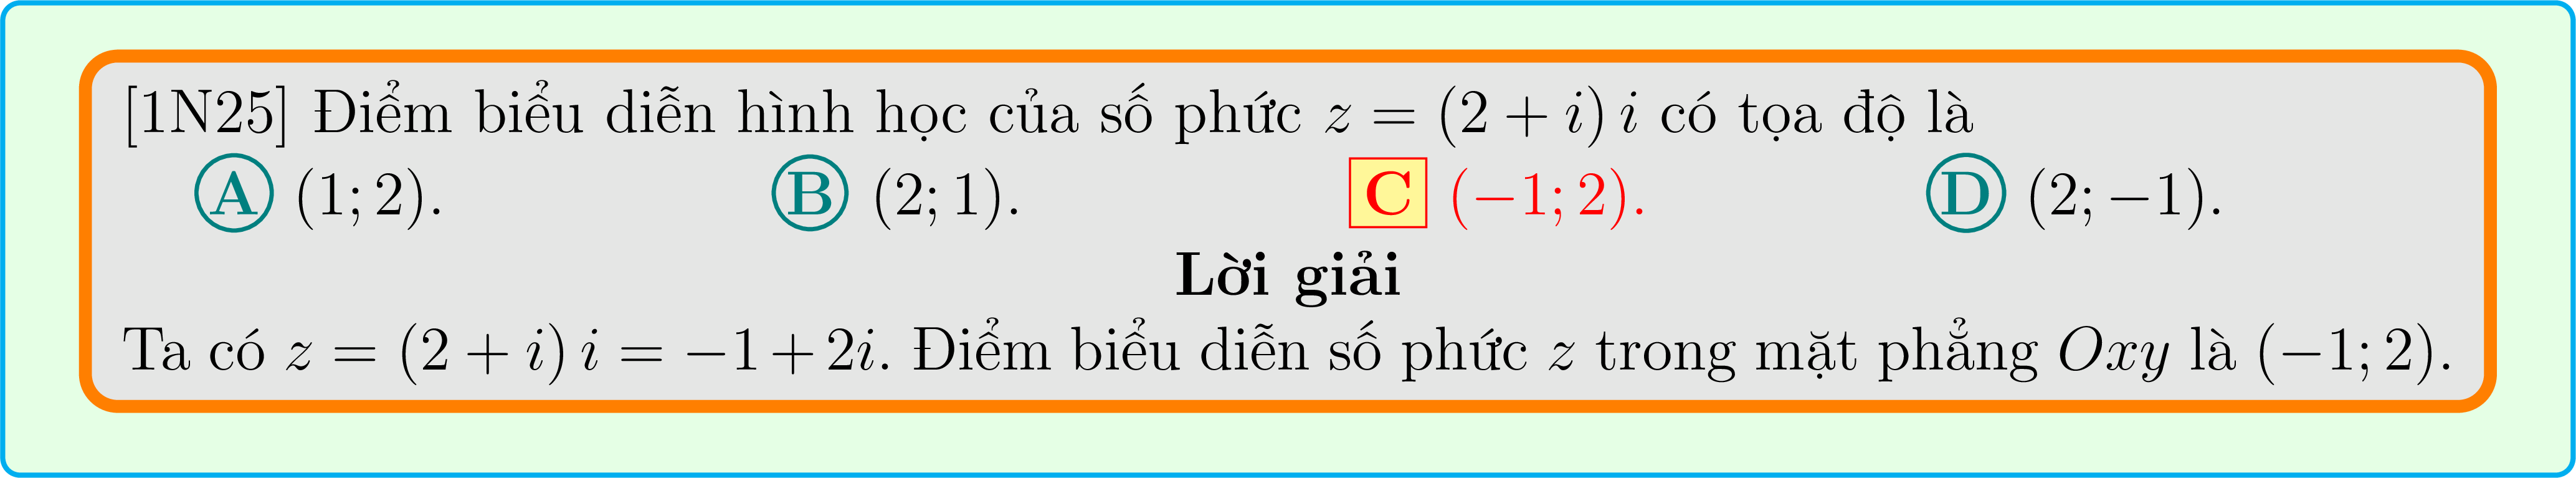 [1N25] Điểm biểu diễn hình học của số phức z = (2 + i) i có tọa độ là
A (1; 2). B (2; 1). C (−1; 2). D (2; −1).
Lời giải
Ta có z = (2 + i) i = −1 + 2i. Điểm biểu diễn số phức z trong mặt phẳng Oxy là (−1; 2).